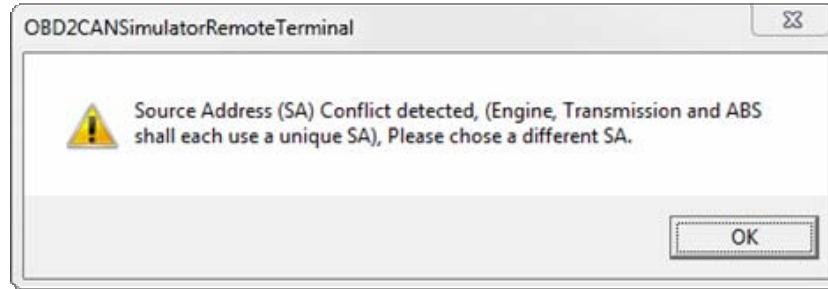 OBD2CANSimulatorRemoteTerminal
Source Address (SA) Conflict detected, (Engine, Transmission and ABS
shall each use a unique SA), Please chose a different SA.
OK